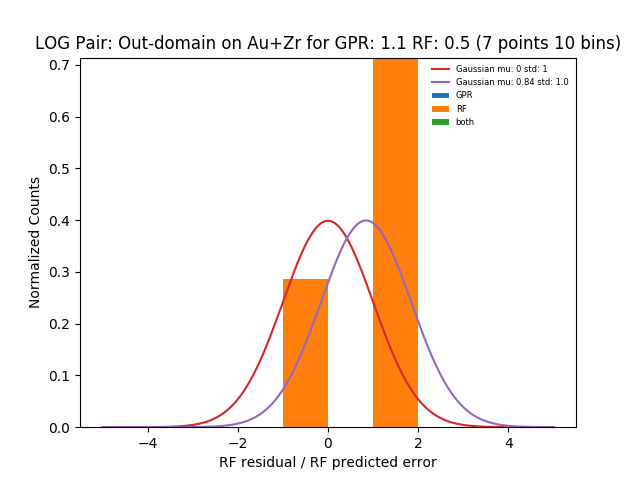 LOG Pair: Out-domain on Au+Zr for GPR: 1.1 RF: 0.5 (7 points 10 bins)
Gaussian mu: 0 std: 1
Gaussian mu: 0.84 std: 1.0
GPR
RF
both
Normalized Counts
0.7
0.6
0.5
0.4
0.3
0.2
0.1
0.0
−4 −2 0 2 4
RF residual / RF predicted error